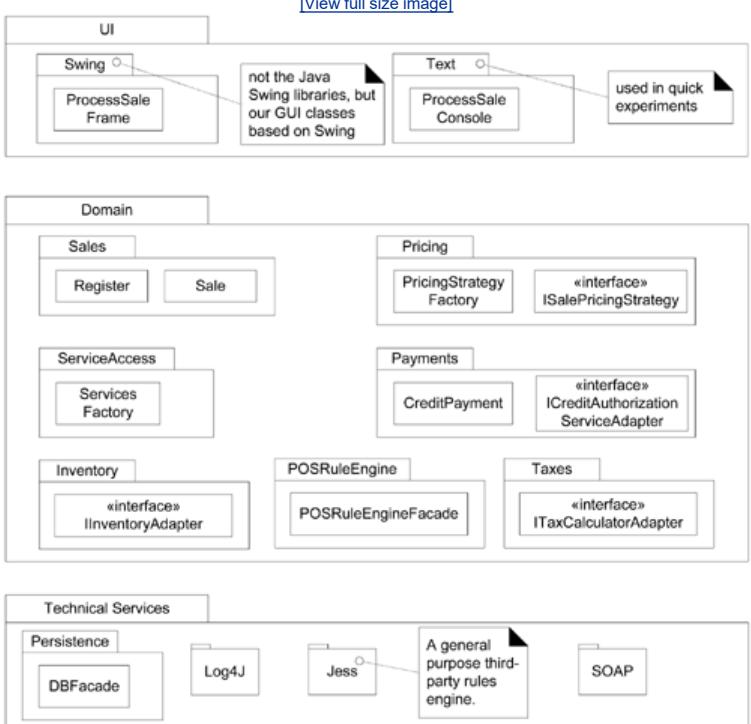 [View full size image]
UI
Swing
ProcessSale
Frame
not the Java
Swing libraries, but
our GUI classes
based on Swing
Text
ProcessSale
Console
used in quick
experiments
Domain
Sales
Register
Sale
Pricing
PricingStrategy
Factory
«interface»
ISalePricingStrategy
ServiceAccess
Services
Factory
Payments
CreditPayment
«interface»
ICreditAuthorization
ServiceAdapter
Inventory
«interface»
IInventoryAdapter
POSRuleEngine
POSRuleEngineFacade
Taxes
«interface»
ITaxCalculatorAdapter
Technical Services
Persistence
DBFacade
Log4J
Jess
A general
purpose third-
party rules
engine.
SOAP